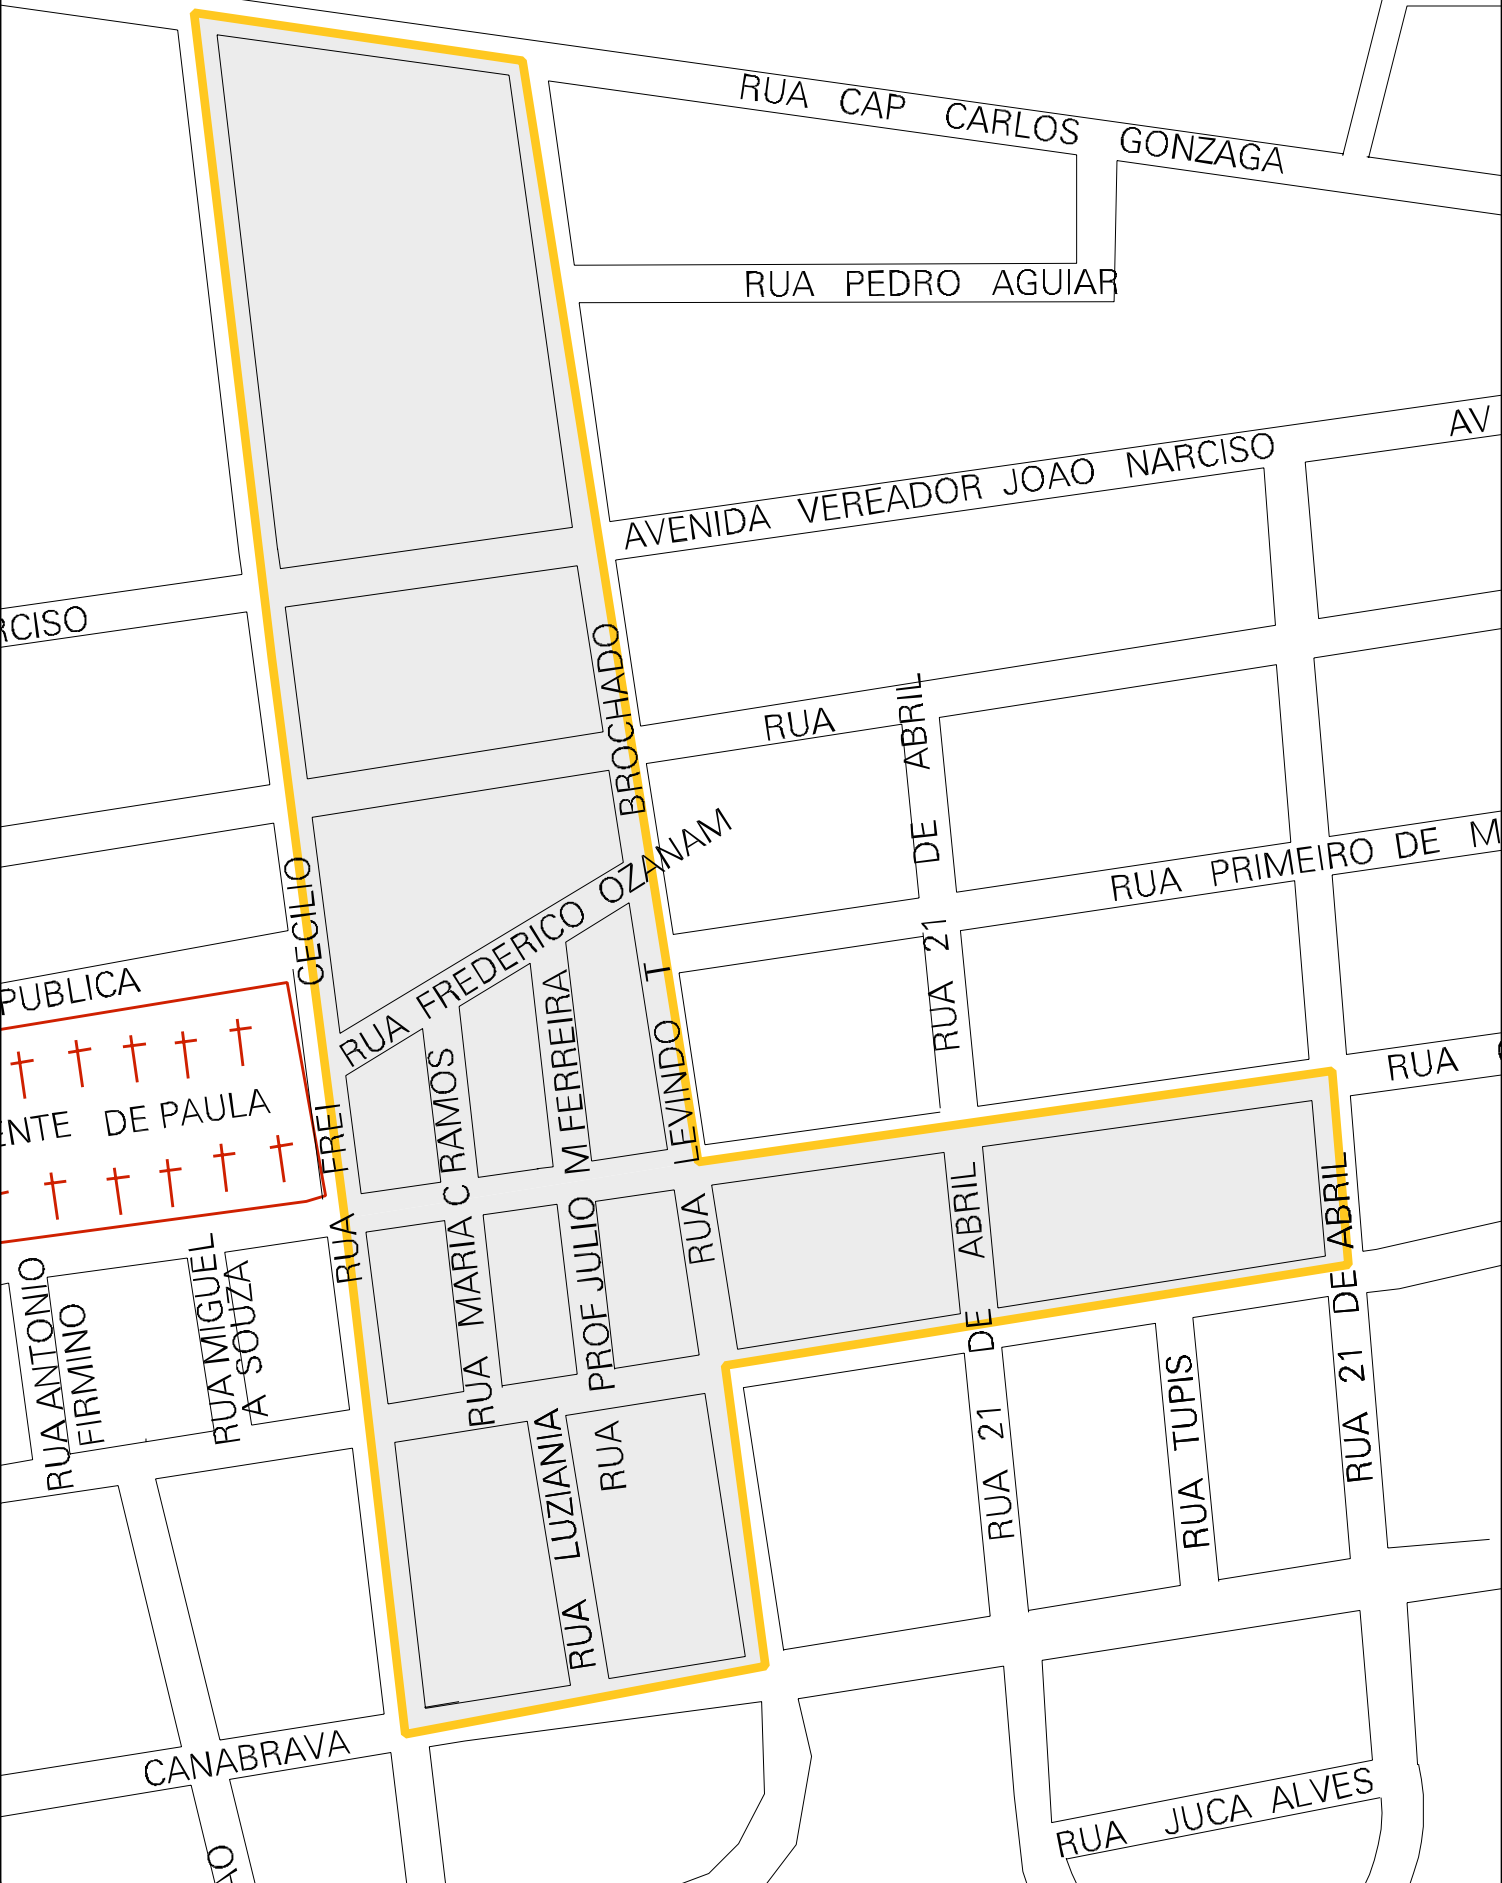 RUA CAP CARLOS GONZAGA
RUA PEDRO AGUIAR
AV
AVENIDA VEREADOR JOAO NARCISO
RCISO
RUA
RUA LEVINDO T BROCHADO
RUA 21 DE ABRIL
RUA PRIMEIRO DE M
RUA FREI CECILIO
RUA FREDERICO OZANAM
PUBLICA
ENTE DE PAULA
RUA
RUA MARIA C RAMOS
RUA PROF JULIO M FERREIRA
RUA 21 DE ABRIL
RUA 21 DE ABRIL
RUA ANTONIO
FIRMINO
RUA MIGUEL
A SOUZA
RUA TUPIS
RUA LUZIANIA
CANABRAVA
RUA JUCA ALVES
AO